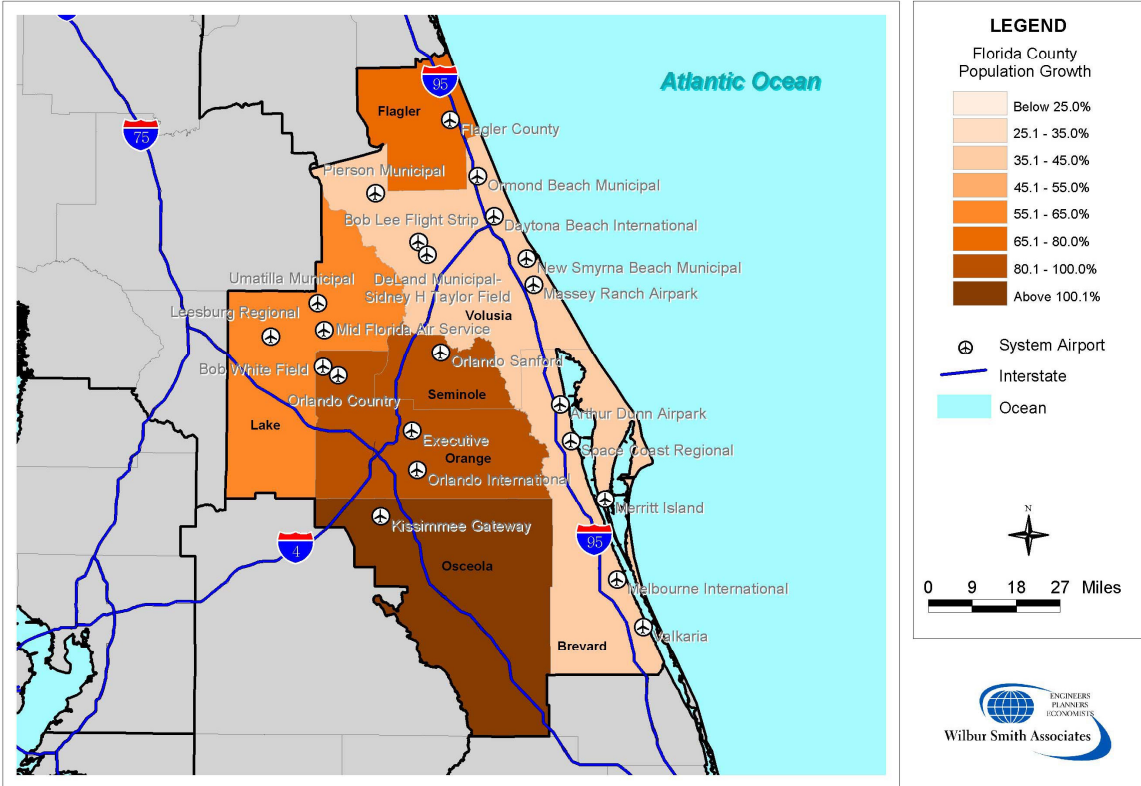 95
Atlantic Ocean
Flagler
75
Flagler County
Pierson Municipal
Ormond Beach Municipal
Bob Lee Flight Strip
Daytona Beach International
New Smyrna Beach Municipal
Umatilla Municipal
DeLand Municipal-
Sidney H Taylor Field
Massey Ranch Airpark
Leesburg Regional
Volusia
Mid Florida Air Service
Orlando Sanford
Bob White Field
Seminole
Orlando Country
Arthur Dunn Airpark
Lake
Executive
Space Coast Regional
Orange
Orlando International
Merritt Island
Kissimmee Gateway
95
4
Osceola
Melbourne International
Valkaria
Brevard
LEGEND
Florida County
Population Growth
Below 25.0%
25.1 - 35.0%
35.1 - 45.0%
45.1 - 55.0%
55.1 - 65.0%
65.1 - 80.0%
80.1 - 100.0%
Above 100.1%
System Airport
Interstate
Ocean
N
0 9 18 27 Miles
ENGINEERS
PLANNERS
ECONOMISTS
Wilbur Smith Associates